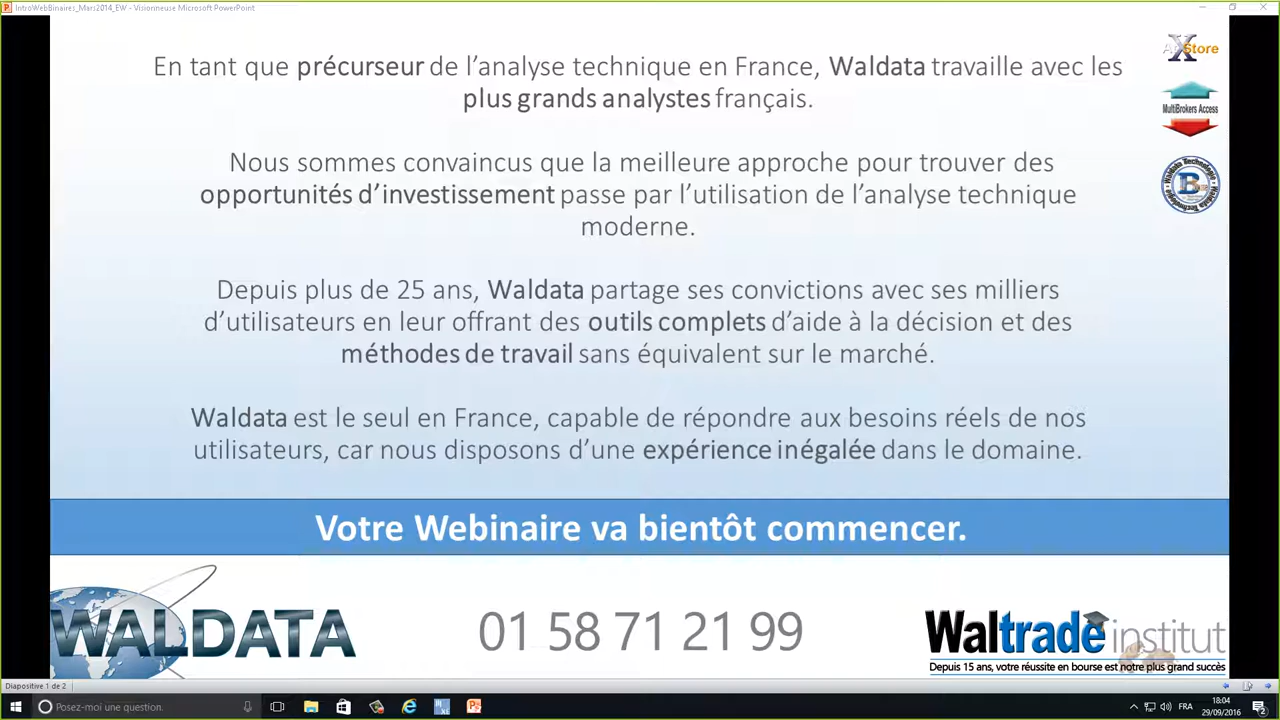 IntroWebBinaires_Mars2014_EW - Visionneuse Microsoft PowerPoint
En tant que précurseur de l'analyse technique en France, Waldata travaille avec les
plus grands analystes français.
Nous sommes convaincus que la meilleure approche pour trouver des
opportunités d'investissement passe par l'utilisation de l'analyse technique
moderne.
Depuis plus de 25 ans, Waldata partage ses convictions avec ses milliers
d'utilisateurs en leur offrant des outils complets d'aide à la décision et des
méthodes de travail sans équivalent sur le marché.
Waldata est le seul en France, capable de répondre aux besoins réels de nos
utilisateurs, car nous disposons d'une expérience inégalée dans le domaine.
Store
MultiBrokers Access
Waldata Technologie
B
Votre Webinaire va bientôt commencer.
WALDATA
01 58 71 21 99
Waltrade institut
Depuis 15 ans, votre réussite en bourse est notre plus grand succès
Diapositive 1 de 2
Posez-moi une question.
FRA
18:04
29/09/2016
2